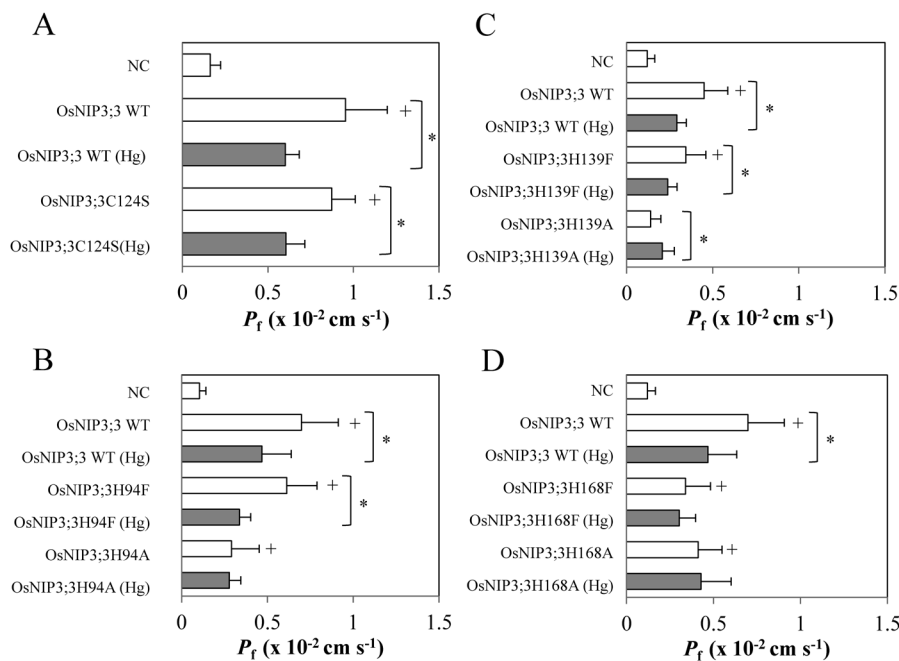 A
NC
OsNIP3;3 WT
+
OsNIP3;3 WT (Hg)
*
OsNIP3;3C124S
+
OsNIP3;3C124S(Hg)
*
0 0.5 1 1.5
Pf (x 10-2 cm s-1)
C
NC
OsNIP3;3 WT
+
OsNIP3;3 WT (Hg)
*
OsNIP3;3H139F
+
OsNIP3;3H139F (Hg)
*
OsNIP3;3H139A
OsNIP3;3H139A (Hg)
*
0 0.5 1 1.5
Pf (x 10-2 cm s-1)
B
NC
OsNIP3;3 WT
+
OsNIP3;3 WT (Hg)
*
OsNIP3;3H94F
+
OsNIP3;3H94F (Hg)
*
OsNIP3;3H94A
+
OsNIP3;3H94A (Hg)
0 0.5 1 1.5
Pf (x 10-2 cm s-1)
D
NC
OsNIP3;3 WT
+
OsNIP3;3 WT (Hg)
*
OsNIP3;3H168F
+
OsNIP3;3H168F (Hg)
OsNIP3;3H168A
+
OsNIP3;3H168A (Hg)
0 0.5 1 1.5
Pf (x 10-2 cm s-1)